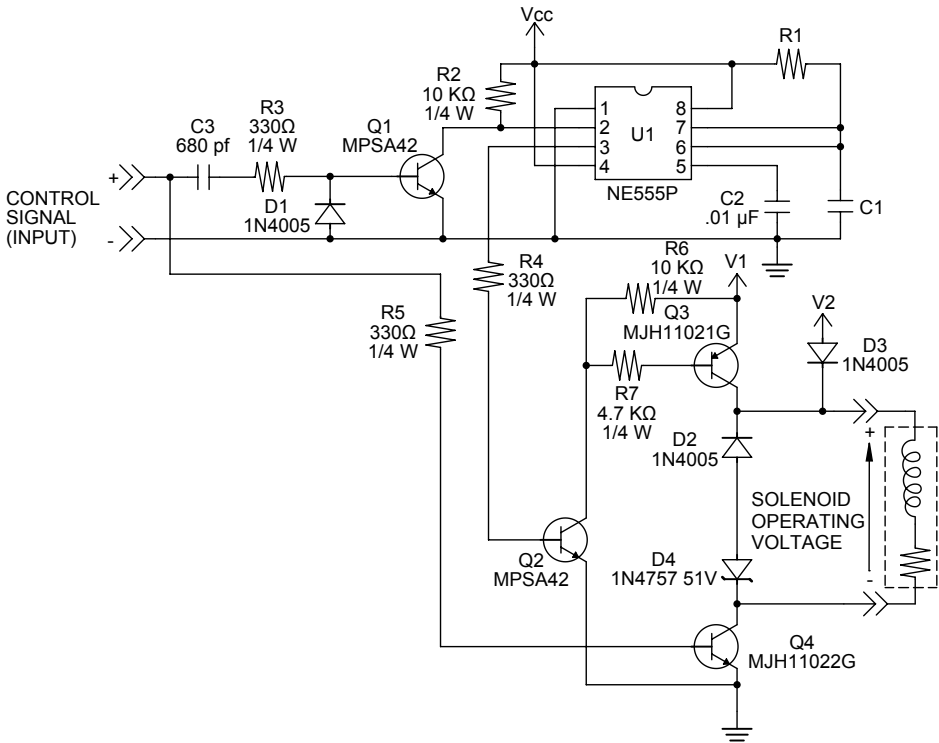 Vcc
R1
R2
10 KΩ
1/4 W
R3
330Ω
1/4 W
C3
680 pf
Q1
MPSA42
1
2
3
4
8
7
6
5
U1
NE555P
+
CONTROL
SIGNAL
(INPUT)
-
D1
1N4005
C2
.01 µF
C1
R4
330Ω
1/4 W
R6
10 KΩ
1/4 W
V1
R5
330Ω
1/4 W
Q3
MJH11021G
V2
D3
1N4005
R7
4.7 KΩ
1/4 W
D2
1N4005
+
SOLENOID
OPERATING
VOLTAGE
-
Q2
MPSA42
D4
1N4757 51V
Q4
MJH11022G